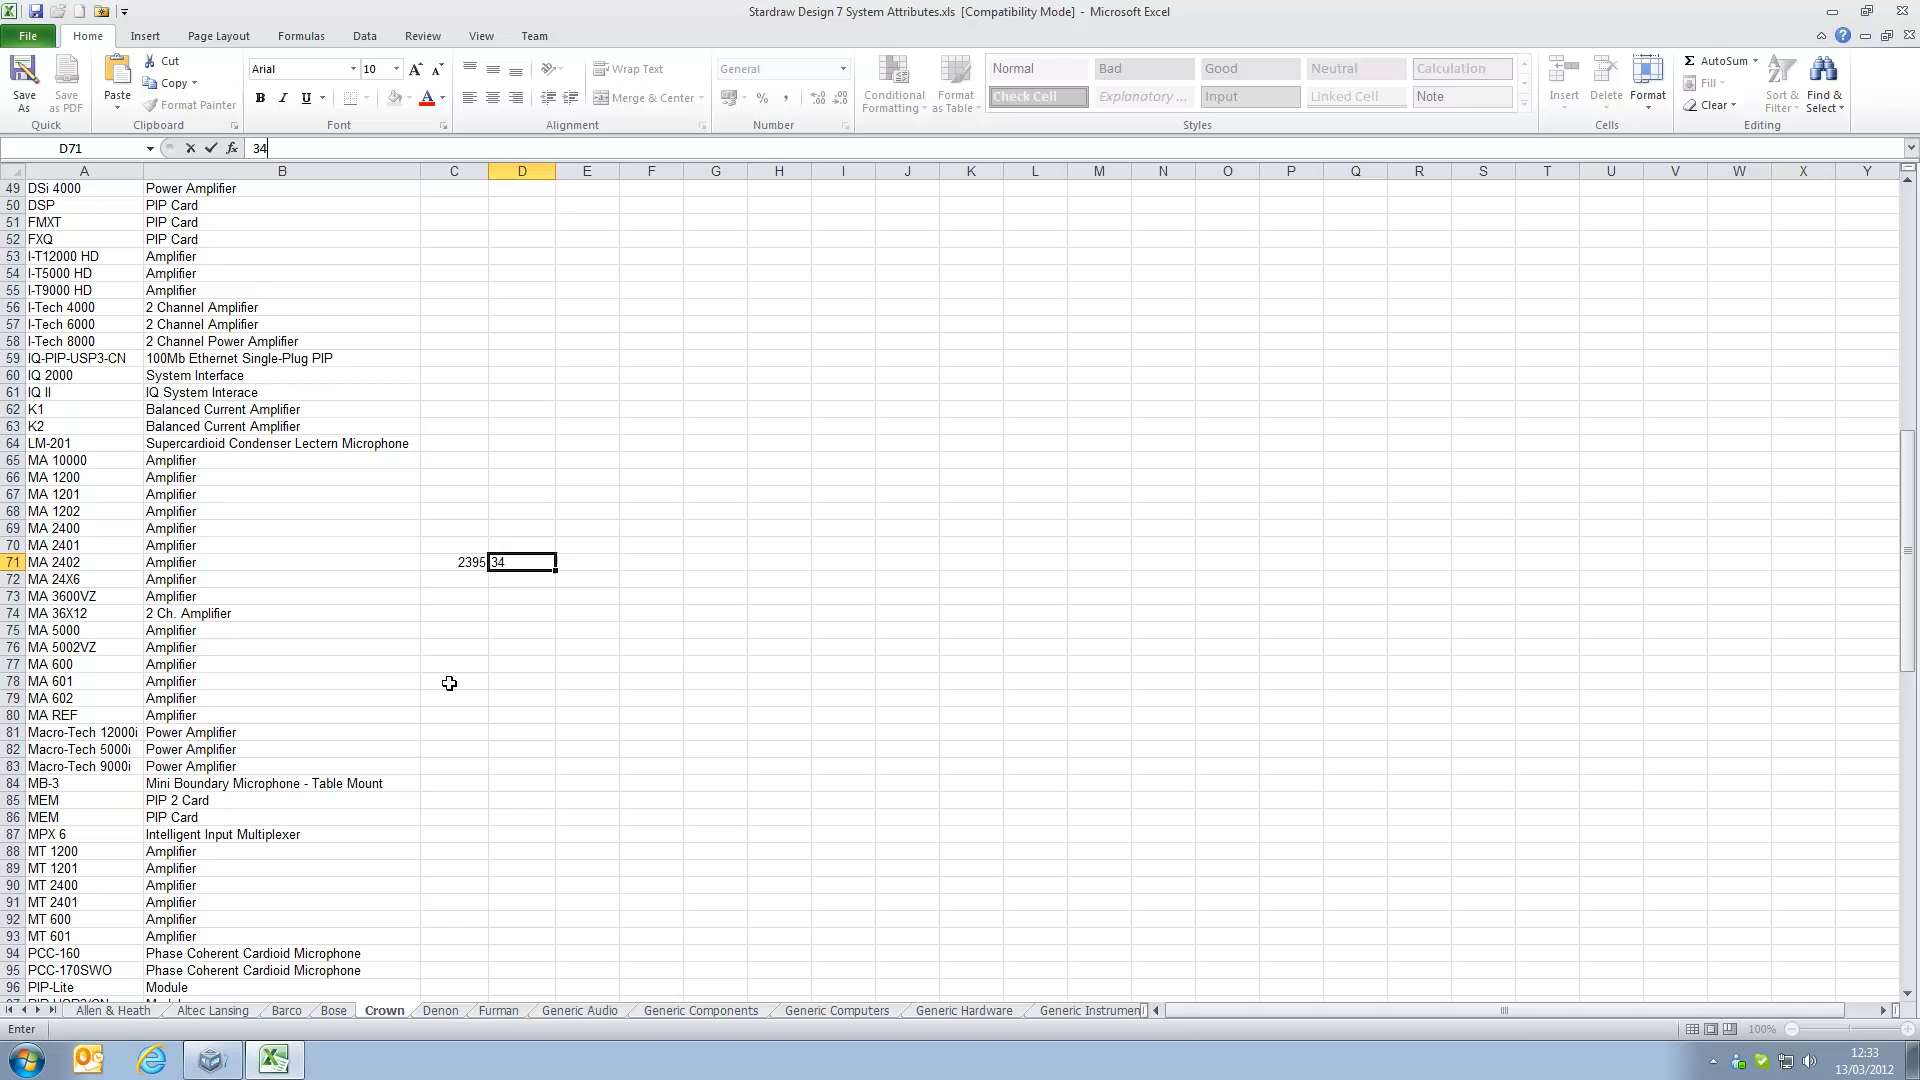 Stardraw Design 7 System Attributes.xls [Compatibility Mode] - Microsoft Excel
File Home Insert Page Layout Formulas Data Review View Team
Save As
Save as PDF
Quick
Paste
Cut
Copy
Format Painter
Clipboard
Arial 10
B I U
Font
Wrap Text
Merge & Center
Alignment
General
Number
Conditional Formatting
Format as Table
Normal Bad Good Neutral Calculation
Check Cell Explanatory ... Input Linked Cell Note
Styles
Insert Delete Format
Cells
AutoSum
Fill
Clear
Sort & Filter
Find & Select
Editing
D71 fx 34
A B C D E F G H I J K L M N O P Q R S T U V W X Y
49 DSi 4000 Power Amplifier
50 DSP PIP Card
51 FMXT PIP Card
52 FXQ PIP Card
53 I-T12000 HD Amplifier
54 I-T5000 HD Amplifier
55 I-T9000 HD Amplifier
56 I-Tech 4000 2 Channel Amplifier
57 I-Tech 6000 2 Channel Amplifier
58 I-Tech 8000 2 Channel Power Amplifier
59 IQ-PIP-USP3-CN 100Mb Ethernet Single-Plug PIP
60 IQ 2000 System Interface
61 IQ II IQ System Interace
62 K1 Balanced Current Amplifier
63 K2 Balanced Current Amplifier
64 LM-201 Supercardioid Condenser Lectern Microphone
65 MA 10000 Amplifier
66 MA 1200 Amplifier
67 MA 1201 Amplifier
68 MA 1202 Amplifier
69 MA 2400 Amplifier
70 MA 2401 Amplifier
71 MA 2402 Amplifier 2395 34
72 MA 24X6 Amplifier
73 MA 3600VZ Amplifier
74 MA 36X12 2 Ch. Amplifier
75 MA 5000 Amplifier
76 MA 5002VZ Amplifier
77 MA 600 Amplifier
78 MA 601 Amplifier
79 MA 602 Amplifier
80 MA REF Amplifier
81 Macro-Tech 12000i Power Amplifier
82 Macro-Tech 5000i Power Amplifier
83 Macro-Tech 9000i Power Amplifier
84 MB-3 Mini Boundary Microphone - Table Mount
85 MEM PIP 2 Card
86 MEM PIP Card
87 MPX 6 Intelligent Input Multiplexer
88 MT 1200 Amplifier
89 MT 1201 Amplifier
90 MT 2400 Amplifier
91 MT 2401 Amplifier
92 MT 600 Amplifier
93 MT 601 Amplifier
94 PCC-160 Phase Coherent Cardioid Microphone
95 PCC-170SWO Phase Coherent Cardioid Microphone
96 PIP-Lite Module
Allen & Heath Altec Lansing Barco Bose Crown Denon Furman Generic Audio Generic Components Generic Computers Generic Hardware Generic Instrumen
Enter 100%
12:33
13/03/2012